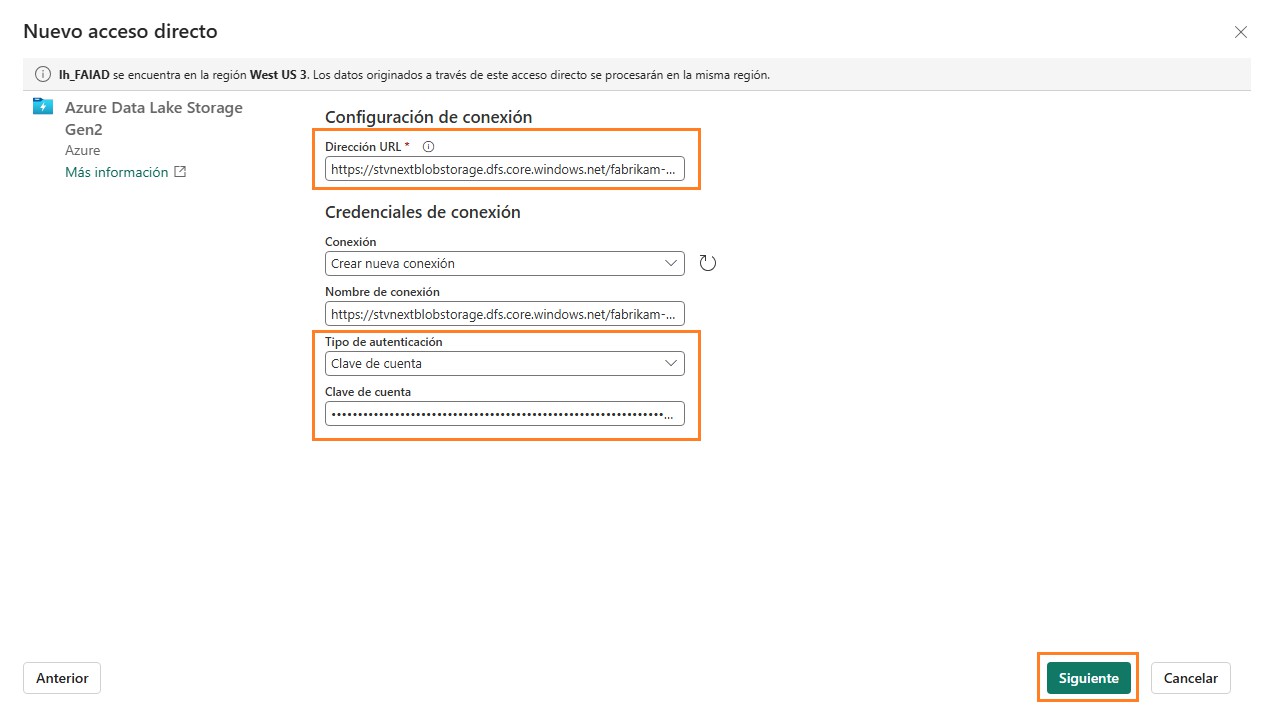 Nuevo acceso directo
lh_FAIAD se encuentra en la región West US 3. Los datos originados a través de este acceso directo se procesarán en la misma región.
Azure Data Lake Storage
Gen2
Azure
Más información
Configuración de conexión
Dirección URL *
https://stvnextblobstorage.dfs.core.windows.net/fabrikam-...
Credenciales de conexión
Conexión
Crear nueva conexión
Nombre de conexión
https://stvnextblobstorage.dfs.core.windows.net/fabrikam-...
Tipo de autenticación
Clave de cuenta
Clave de cuenta
Anterior
Siguiente
Cancelar